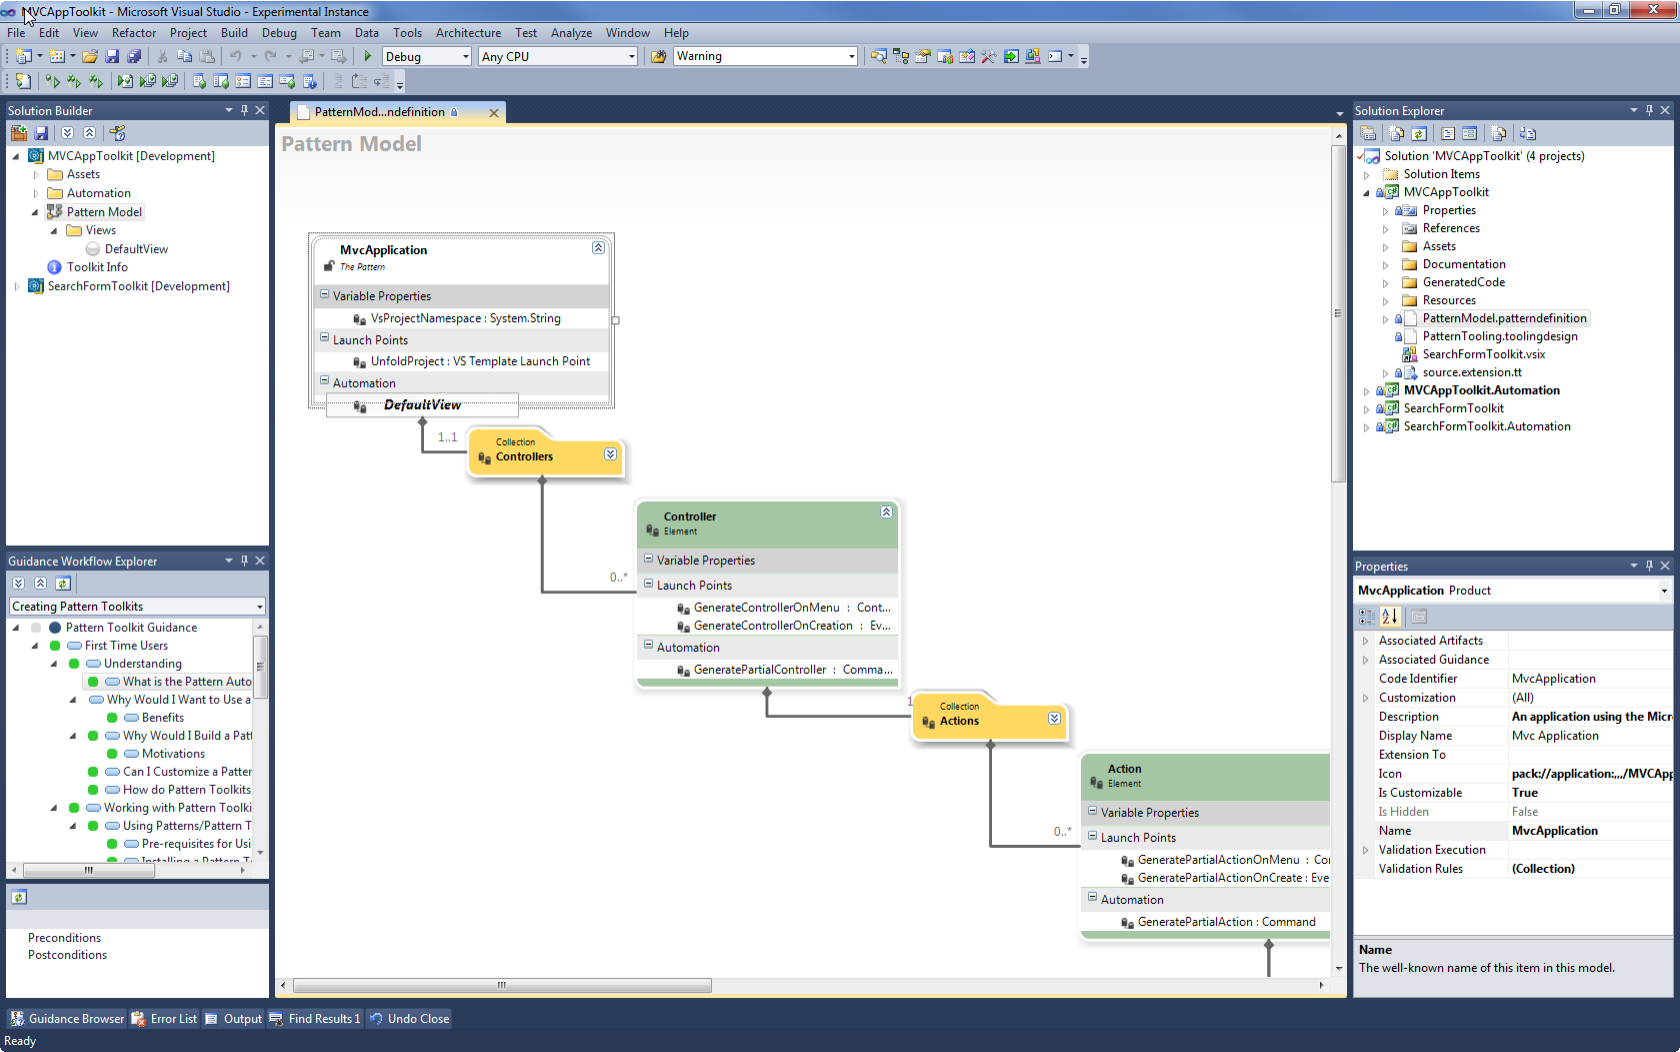 MVCAppToolkit - Microsoft Visual Studio - Experimental Instance
File Edit View Refactor Project Build Debug Team Data Tools Architecture Test Analyze Window Help
Debug Any CPU Warning
Solution Builder
MVCAppToolkit [Development]
Assets
Automation
Pattern Model
Views
DefaultView
Toolkit Info
SearchFormToolkit [Development]
Guidance Workflow Explorer
Creating Pattern Toolkits
Pattern Toolkit Guidance
First Time Users
Understanding
What is the Pattern Auto
Why Would I Want to Use a
Benefits
Why Would I Build a Patt
Motivations
Can I Customize a Patter
How do Pattern Toolkits
Working with Pattern Toolki
Using Patterns/Pattern T
Pre-requisites for Usi
Installing a Pattern T
Preconditions
Postconditions
PatternMod...ndefinition
Pattern Model
MvcApplication
The Pattern
Variable Properties
VsProjectNamespace : System.String
Launch Points
UnfoldProject : VS Template Launch Point
Automation
DefaultView
1..1
Collection
Controllers
0..*
Controller
Element
Variable Properties
Launch Points
GenerateControllerOnMenu : Cont...
GenerateControllerOnCreation : Ev...
Automation
GeneratePartialController : Comma...
1
Collection
Actions
0..*
Action
Element
Variable Properties
Launch Points
GeneratePartialActionOnMenu : Co
GeneratePartialActionOnCreate : Eve
Automation
GeneratePartialAction : Command
Solution Explorer
Solution 'MVCAppToolkit' (4 projects)
Solution Items
MVCAppToolkit
Properties
References
Assets
Documentation
GeneratedCode
Resources
PatternModel.patterndefinition
PatternTooling.toolingdesign
SearchFormToolkit.vsix
source.extension.tt
MVCAppToolkit.Automation
SearchFormToolkit
SearchFormToolkit.Automation
Properties
MvcApplication Product
Associated Artifacts
Associated Guidance
Code Identifier MvcApplication
Customization (All)
Description An application using the Micr
Display Name Mvc Application
Extension To
Icon pack://application:,,,/MVCAp
Is Customizable True
Is Hidden False
Name MvcApplication
Validation Execution
Validation Rules (Collection)
Name
The well-known name of this item in this model.
Guidance Browser Error List Output Find Results 1 Undo Close
Ready